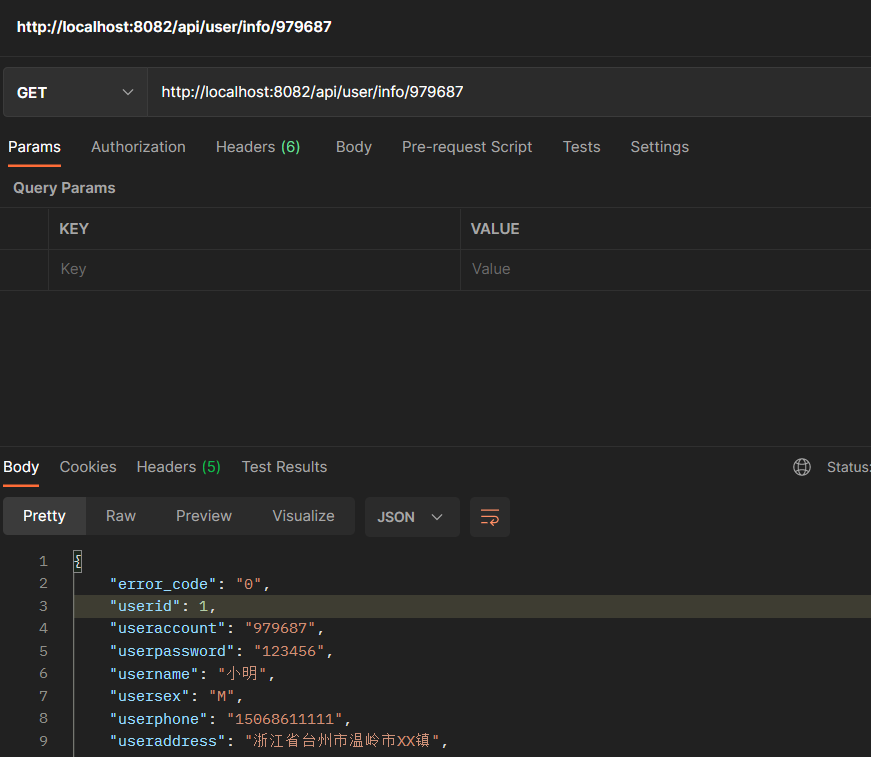 http://localhost:8082/api/user/info/979687
GET http://localhost:8082/api/user/info/979687
Params Authorization Headers (6) Body Pre-request Script Tests Settings
Query Params
KEY VALUE
Key Value
Body Cookies Headers (5) Test Results Status:
Pretty Raw Preview Visualize JSON
1 {
2 "error_code": "0",
3 "userid": 1,
4 "useraccount": "979687",
5 "userpassword": "123456",
6 "username": "小明",
7 "usersex": "M",
8 "userphone": "15068611111",
9 "useraddress": "浙江省台州市温岭市XX镇",